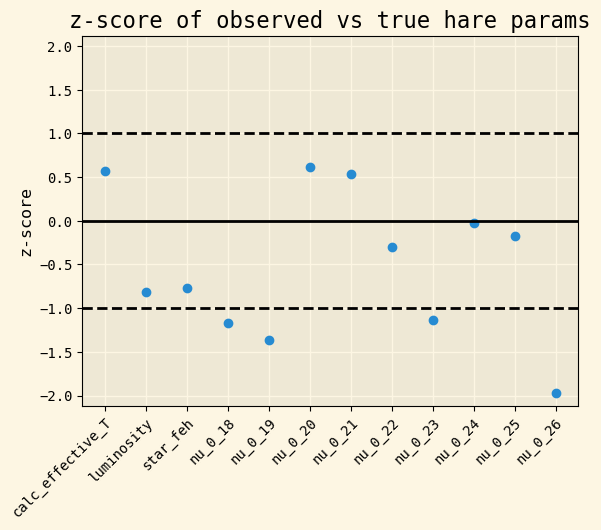 z-score of observed vs true hare params
z-score
2.0
1.5
1.0
0.5
0.0
−0.5
−1.0
−1.5
−2.0
calc_effective_T
luminosity
star_feh
nu_0_18
nu_0_19
nu_0_20
nu_0_21
nu_0_22
nu_0_23
nu_0_24
nu_0_25
nu_0_26